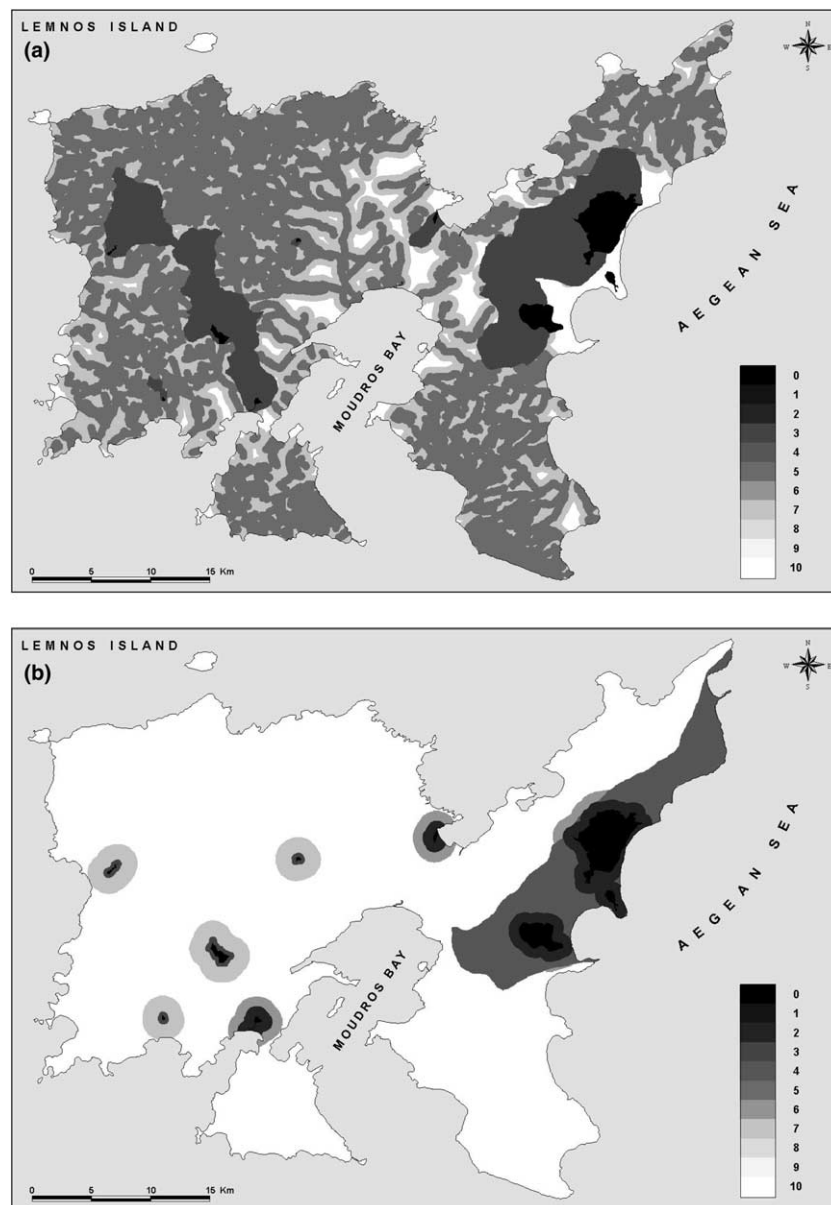 LEMNOS ISLAND
(a)
N
W E
S
AEGEAN SEA
MOUDROS BAY
0
1
2
3
4
5
6
7
8
9
10
0 5 10 15 Km
LEMNOS ISLAND
(b)
N
W E
S
AEGEAN SEA
MOUDROS BAY
0
1
2
3
4
5
6
7
8
9
10
0 5 10 15 Km